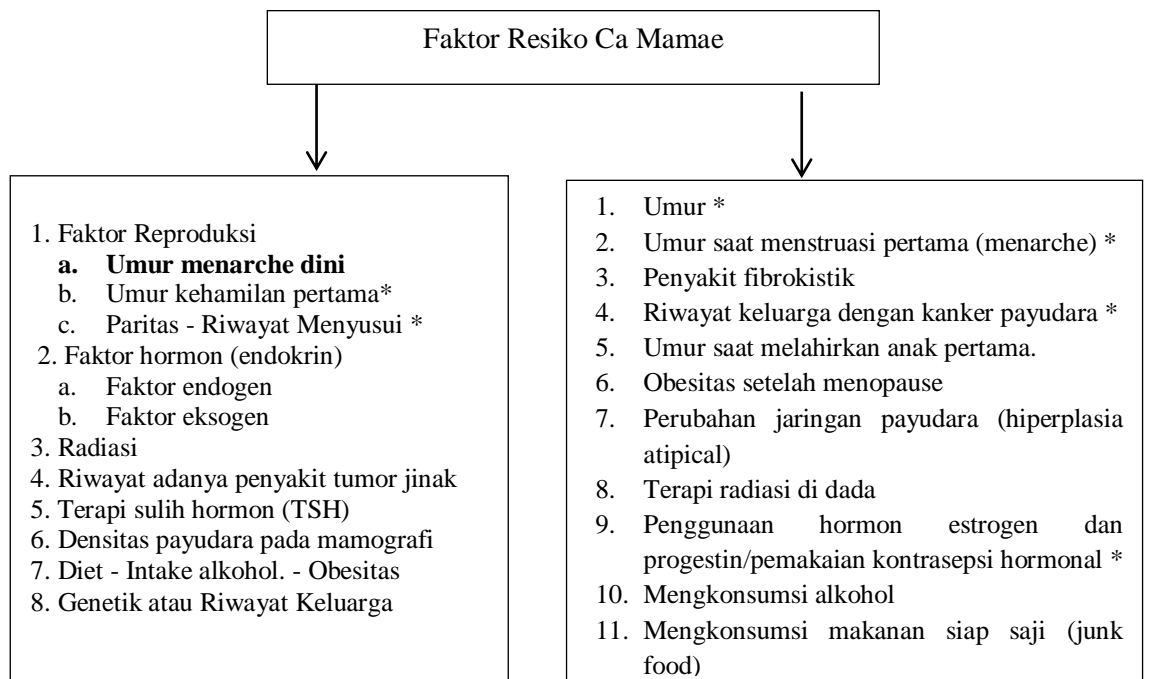 Faktor Resiko Ca Mamae
1. Faktor Reproduksi
a. Umur menarche dini
b. Umur kehamilan pertama*
c. Paritas - Riwayat Menyusui *
2. Faktor hormon (endokrin)
a. Faktor endogen
b. Faktor eksogen
3. Radiasi
4. Riwayat adanya penyakit tumor jinak
5. Terapi sulih hormon (TSH)
6. Densitas payudara pada mamografi
7. Diet - Intake alkohol. - Obesitas
8. Genetik atau Riwayat Keluarga
1. Umur *
2. Umur saat menstruasi pertama (menarche) *
3. Penyakit fibrokistik
4. Riwayat keluarga dengan kanker payudara *
5. Umur saat melahirkan anak pertama.
6. Obesitas setelah menopause
7. Perubahan jaringan payudara (hiperplasia
atipical)
8. Terapi radiasi di dada
9. Penggunaan hormon estrogen dan
progestin/pemakaian kontrasepsi hormonal *
10. Mengkonsumsi alkohol
11. Mengkonsumsi makanan siap saji (junk
food)